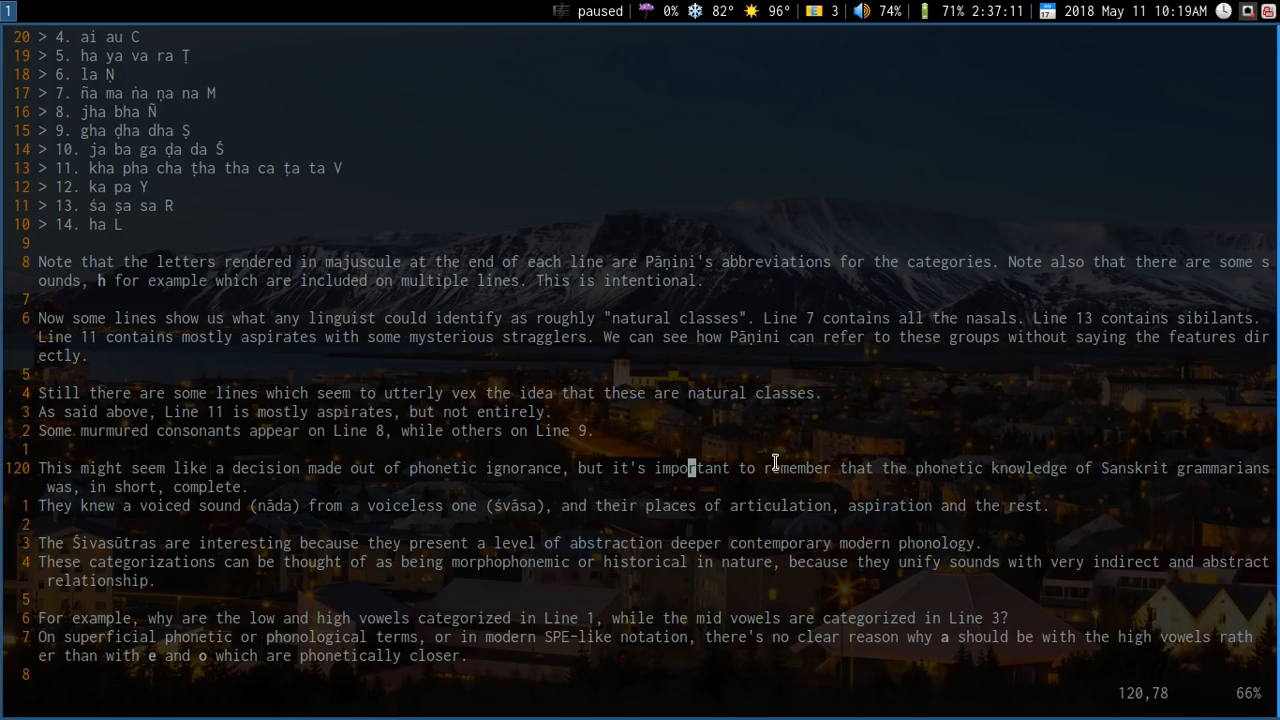 1 paused 0% 82° 96° 3 74% 71% 2:37:11 2018 May 11 10:19AM
20 > 4. ai au C
19 > 5. ha ya va ra Ṭ
18 > 6. la Ṇ
17 > 7. ña ma ṅa ṇa na M
16 > 8. jha bha Ñ
15 > 9. gha ḍha dha Ṣ
14 > 10. ja ba ga ḍa da Ś
13 > 11. kha pha cha ṭha tha ca ṭa ta V
12 > 12. ka pa Y
11 > 13. śa ṣa sa R
10 > 14. ha L
9
8 Note that the letters rendered in majuscule at the end of each line are Pāṇini's abbreviations for the categories. Note also that there are some s
ounds, h for example which are included on multiple lines. This is intentional.
7
6 Now some lines show us what any linguist could identify as roughly "natural classes". Line 7 contains all the nasals. Line 13 contains sibilants.
Line 11 contains mostly aspirates with some mysterious stragglers. We can see how Pāṇini can refer to these groups without saying the features dir
ectly.
5
4 Still there are some lines which seem to utterly vex the idea that these are natural classes.
3 As said above, Line 11 is mostly aspirates, but not entirely.
2 Some murmured consonants appear on Line 8, while others on Line 9.
1
120 This might seem like a decision made out of phonetic ignorance, but it's important to remember that the phonetic knowledge of Sanskrit grammarians
was, in short, complete.
1 They knew a voiced sound (nāda) from a voiceless one (śvāsa), and their places of articulation, aspiration and the rest.
2
3 The Śivasūtras are interesting because they present a level of abstraction deeper contemporary modern phonology.
4 These categorizations can be thought of as being morphophonemic or historical in nature, because they unify sounds with very indirect and abstract
relationship.
5
6 For example, why are the low and high vowels categorized in Line 1, while the mid vowels are categorized in Line 3?
7 On superficial phonetic or phonological terms, or in modern SPE-like notation, there's no clear reason why a should be with the high vowels rath
er than with e and o which are phonetically closer.
8
120,78 66%